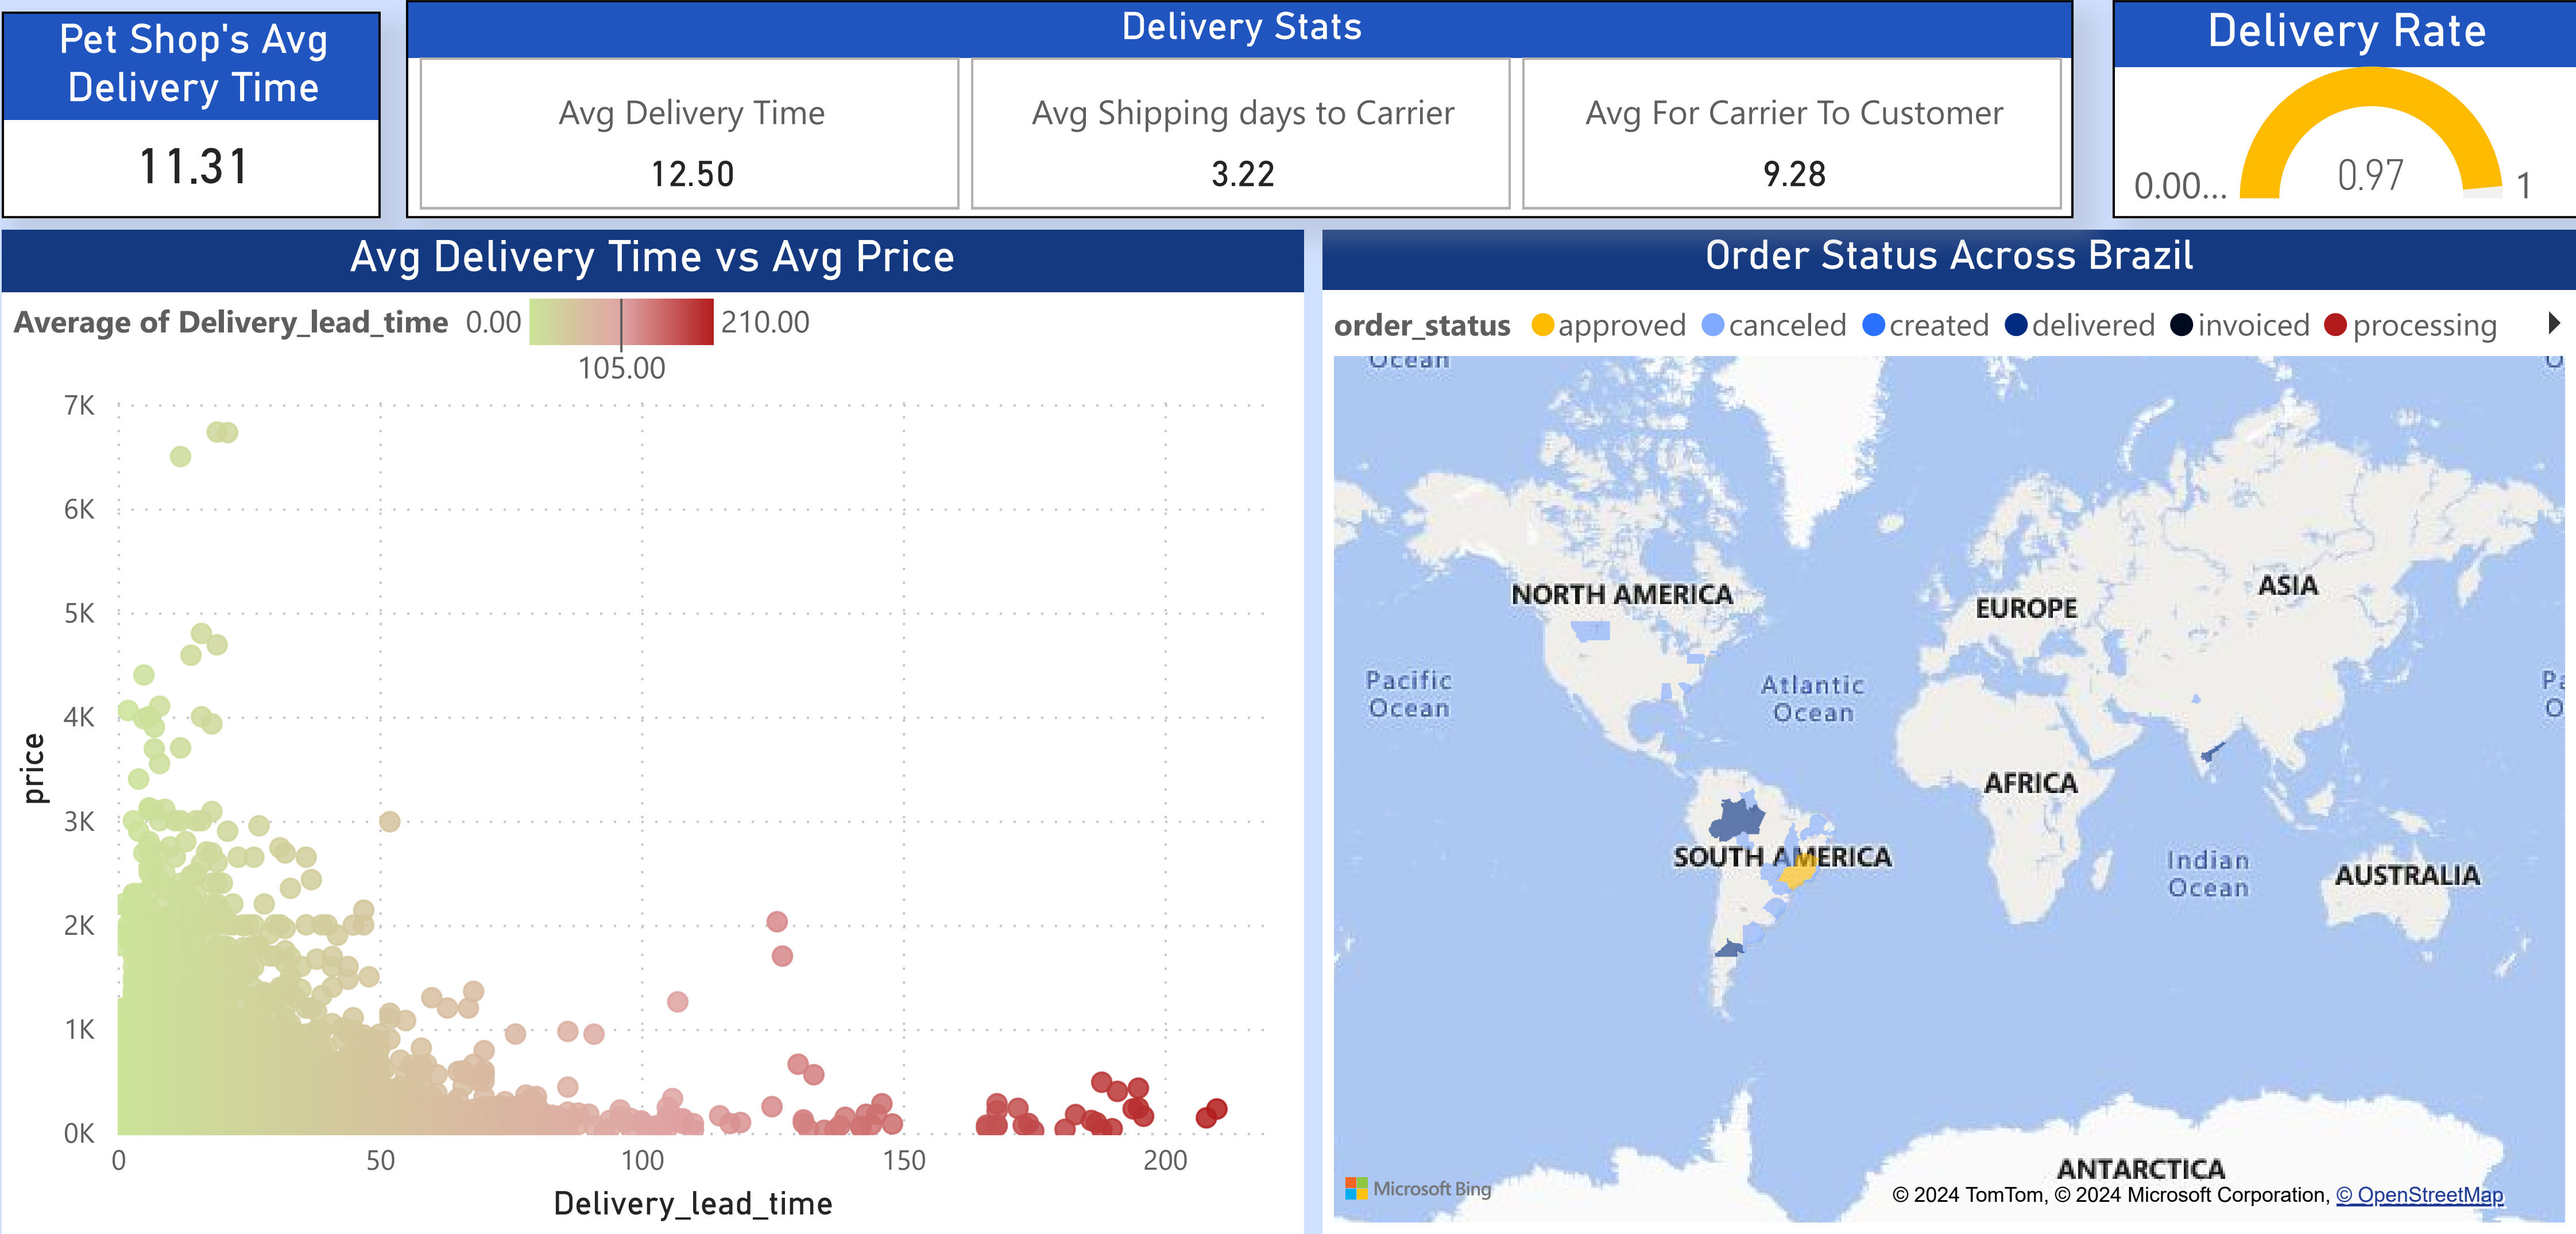 Pet Shop's Avg
Delivery Time
11.31
Delivery Stats
Avg Delivery Time
12.50
Avg Shipping days to Carrier
3.22
Avg For Carrier To Customer
9.28
Delivery Rate
0.00...
0.97
1
Avg Delivery Time vs Avg Price
Average of Delivery_lead_time 0.00 210.00
105.00
7K
6K
5K
4K
3K
2K
1K
0K
price
0 50 100 150 200
Delivery_lead_time
Order Status Across Brazil
order_status approved canceled created delivered invoiced processing
Ocean
NORTH AMERICA
EUROPE
ASIA
Pacific
Ocean
Atlantic
Ocean
AFRICA
SOUTH AMERICA
Indian
Ocean
AUSTRALIA
ANTARCTICA
Microsoft Bing
© 2024 TomTom, © 2024 Microsoft Corporation, © OpenStreetMap